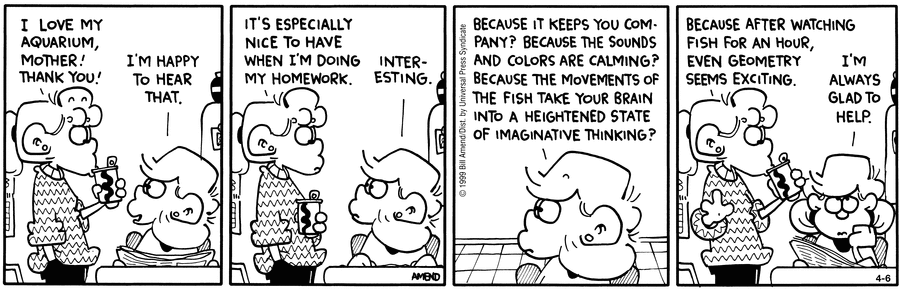 I LOVE MY
AQUARIUM,
MOTHER!
THANK YOU!
I'M HAPPY
TO HEAR
THAT.
IT'S ESPECIALLY
NICE TO HAVE
WHEN I'M DOING
MY HOMEWORK.
INTER-
ESTING.
AMEND
© 1999 Bill Amend/Dist. by Universal Press Syndicate
BECAUSE IT KEEPS YOU COM-
PANY? BECAUSE THE SOUNDS
AND COLORS ARE CALMING?
BECAUSE THE MOVEMENTS OF
THE FISH TAKE YOUR BRAIN
INTO A HEIGHTENED STATE
OF IMAGINATIVE THINKING?
BECAUSE AFTER WATCHING
FISH FOR AN HOUR,
EVEN GEOMETRY
SEEMS EXCITING.
I'M
ALWAYS
GLAD TO
HELP.
4-6